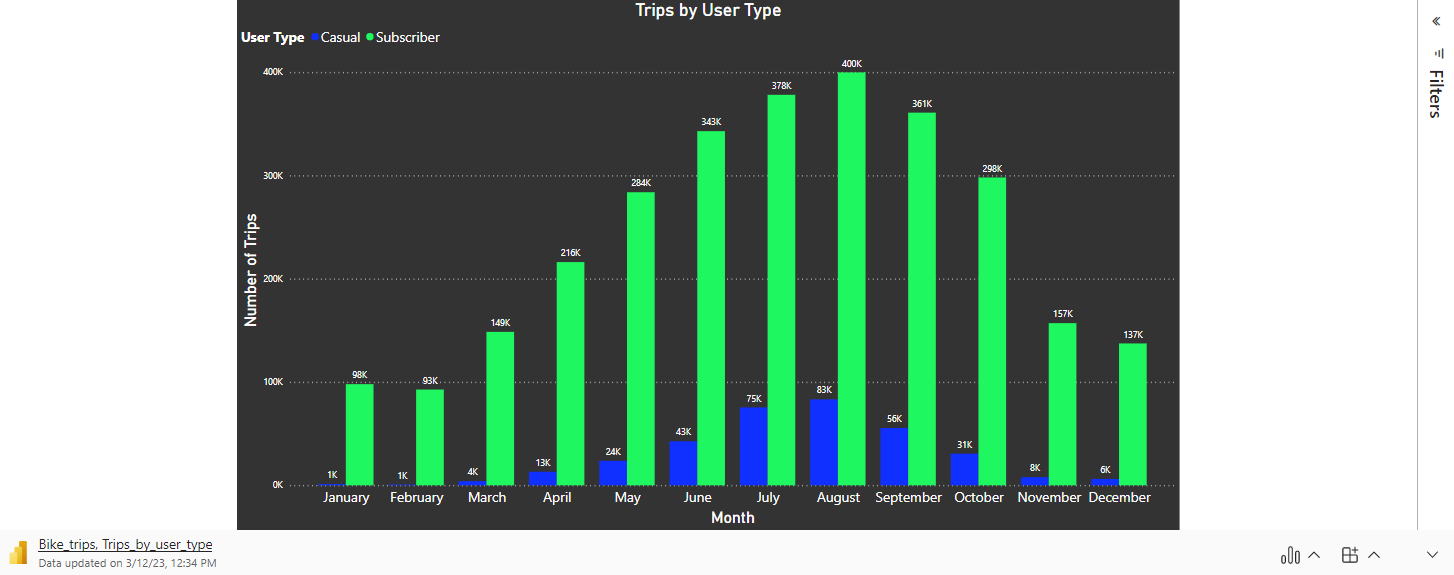 Trips by User Type
User Type Casual Subscriber
400K
300K
200K
100K
0K
Number of Trips
1K 98K
1K 93K
4K 149K
13K 216K
24K 284K
43K 343K
75K 378K
83K 400K
56K 361K
31K 298K
8K 157K
6K 137K
January February March April May June July August September October November December
Month
Filters
Bike_trips, Trips_by_user_type
Data updated on 3/12/23, 12:34 PM